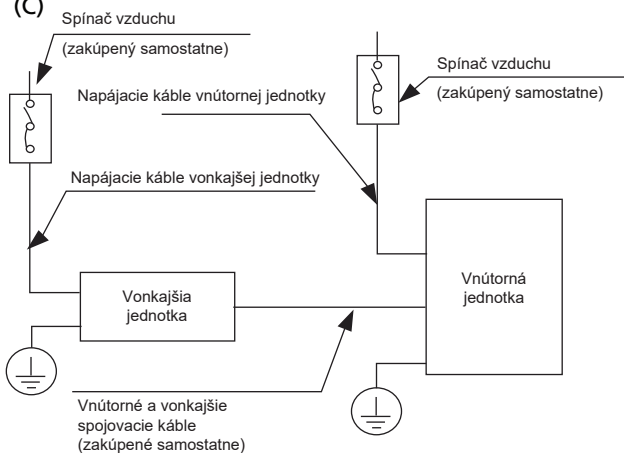 (C)
Spínač vzduchu
(zakúpený samostatne)
Spínač vzduchu
(zakúpený samostatne)
Napájacie káble vnútornej jednotky
Napájacie káble vonkajšej jednotky
Vonkajšia
jednotka
Vnútorná
jednotka
Vnútorné a vonkajšie
spojovacie káble
(zakúpené samostatne)